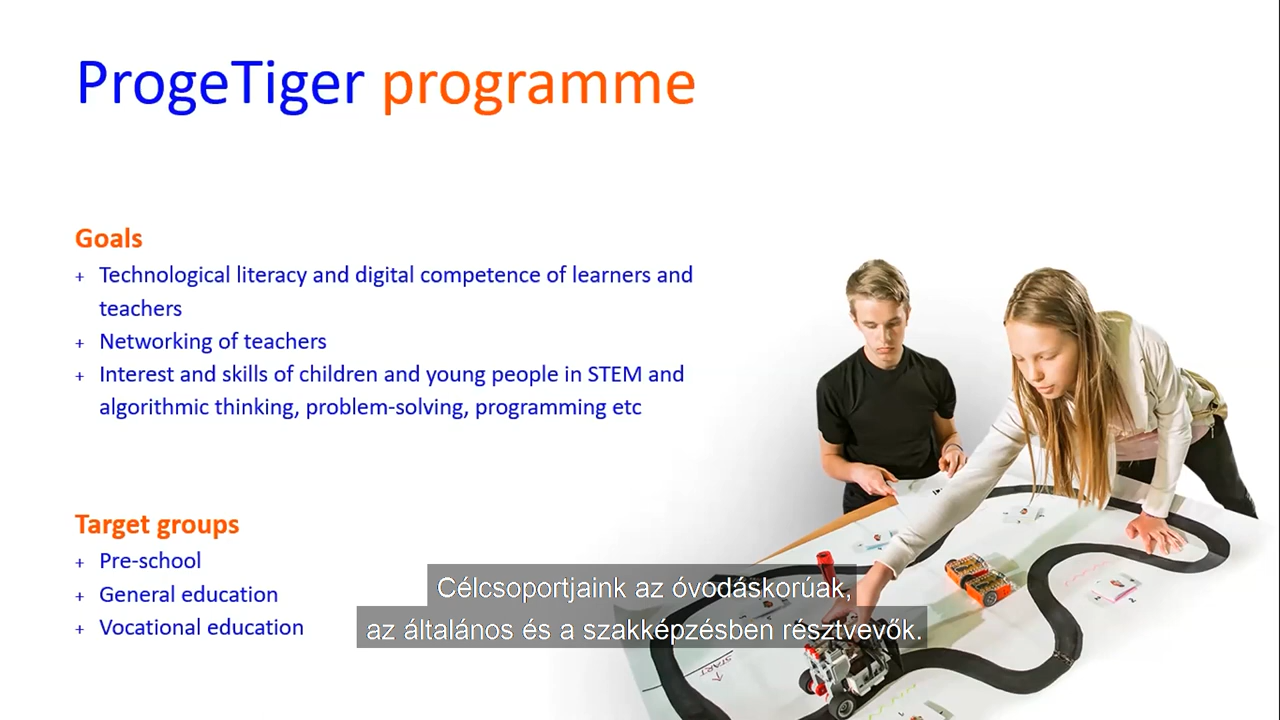 ProgeTiger programme
Goals
+ Technological literacy and digital competence of learners and
teachers
+ Networking of teachers
+ Interest and skills of children and young people in STEM and
algorithmic thinking, problem-solving, programming etc
Target groups
+ Pre-school
+ General education
+ Vocational education
Célcsoportjaink az óvodáskorúak,
az általános és a szakképzésben résztvevők.
START